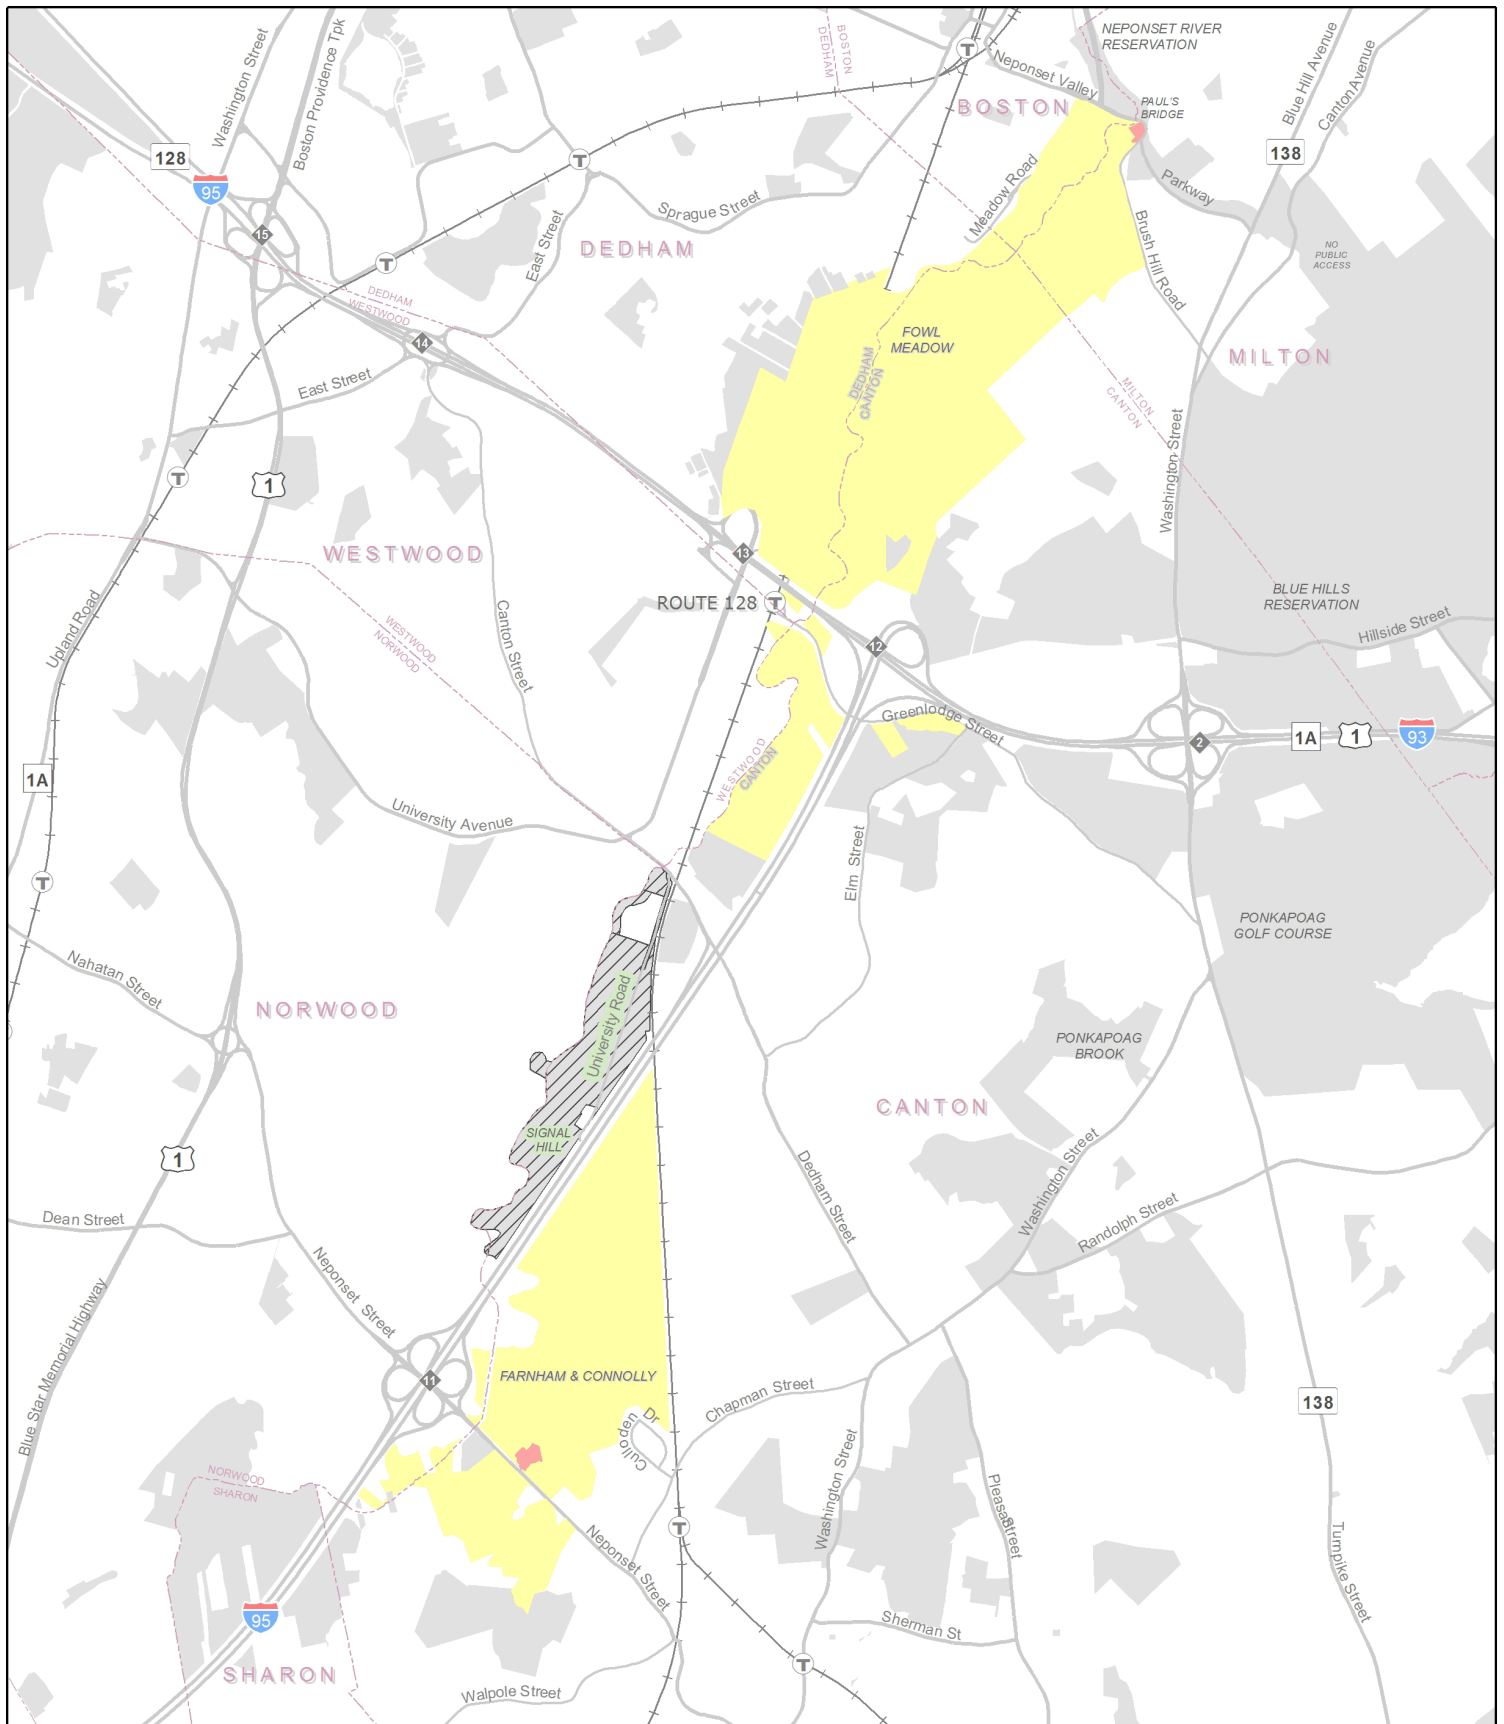 NEPONSET RIVER
RESERVATION
Washington Street
Boston Providence Tpk
BOSTON
DEDHAM
T
Neponset Valley
Blue Hill Avenue
Canton Avenue
BOSTON
PAUL'S
BRIDGE
128
T
138
95
Meadow Road
Parkway
Sprague Street
15
East Street
Brush Hill Road
DEDHAM
NO
PUBLIC
ACCESS
T
DEDHAM
WESTWOOD
14
FOWL
MEADOW
MILTON
East Street
DEDHAM
CANTON
MILTON
CANTON
Washington Street
T
1
WESTWOOD
13
ROUTE 128
T
BLUE HILLS
RESERVATION
Hillside Street
Upland Road
WESTWOOD
NORWOOD
Canton Street
12
Greenlodge Street
2
1A
1
93
1A
WESTWOOD
CANTON
University Avenue
Elm Street
T
PONKAPOAG
GOLF COURSE
Nahatan Street
NORWOOD
University Road
PONKAPOAG
BROOK
CANTON
SIGNAL
HILL
1
Dedham Street
Washington Street
Randolph Street
Dean Street
Neponset Street
Blue Star Memorial Highway
11
FARNHAM & CONNOLLY
Chapman Street
138
Culloden Dr
Washington Street
NORWOOD
SHARON
Pleasant Street
T
Neponset Street
Turnpike Street
95
Sherman St
SHARON
T
Walpole Street